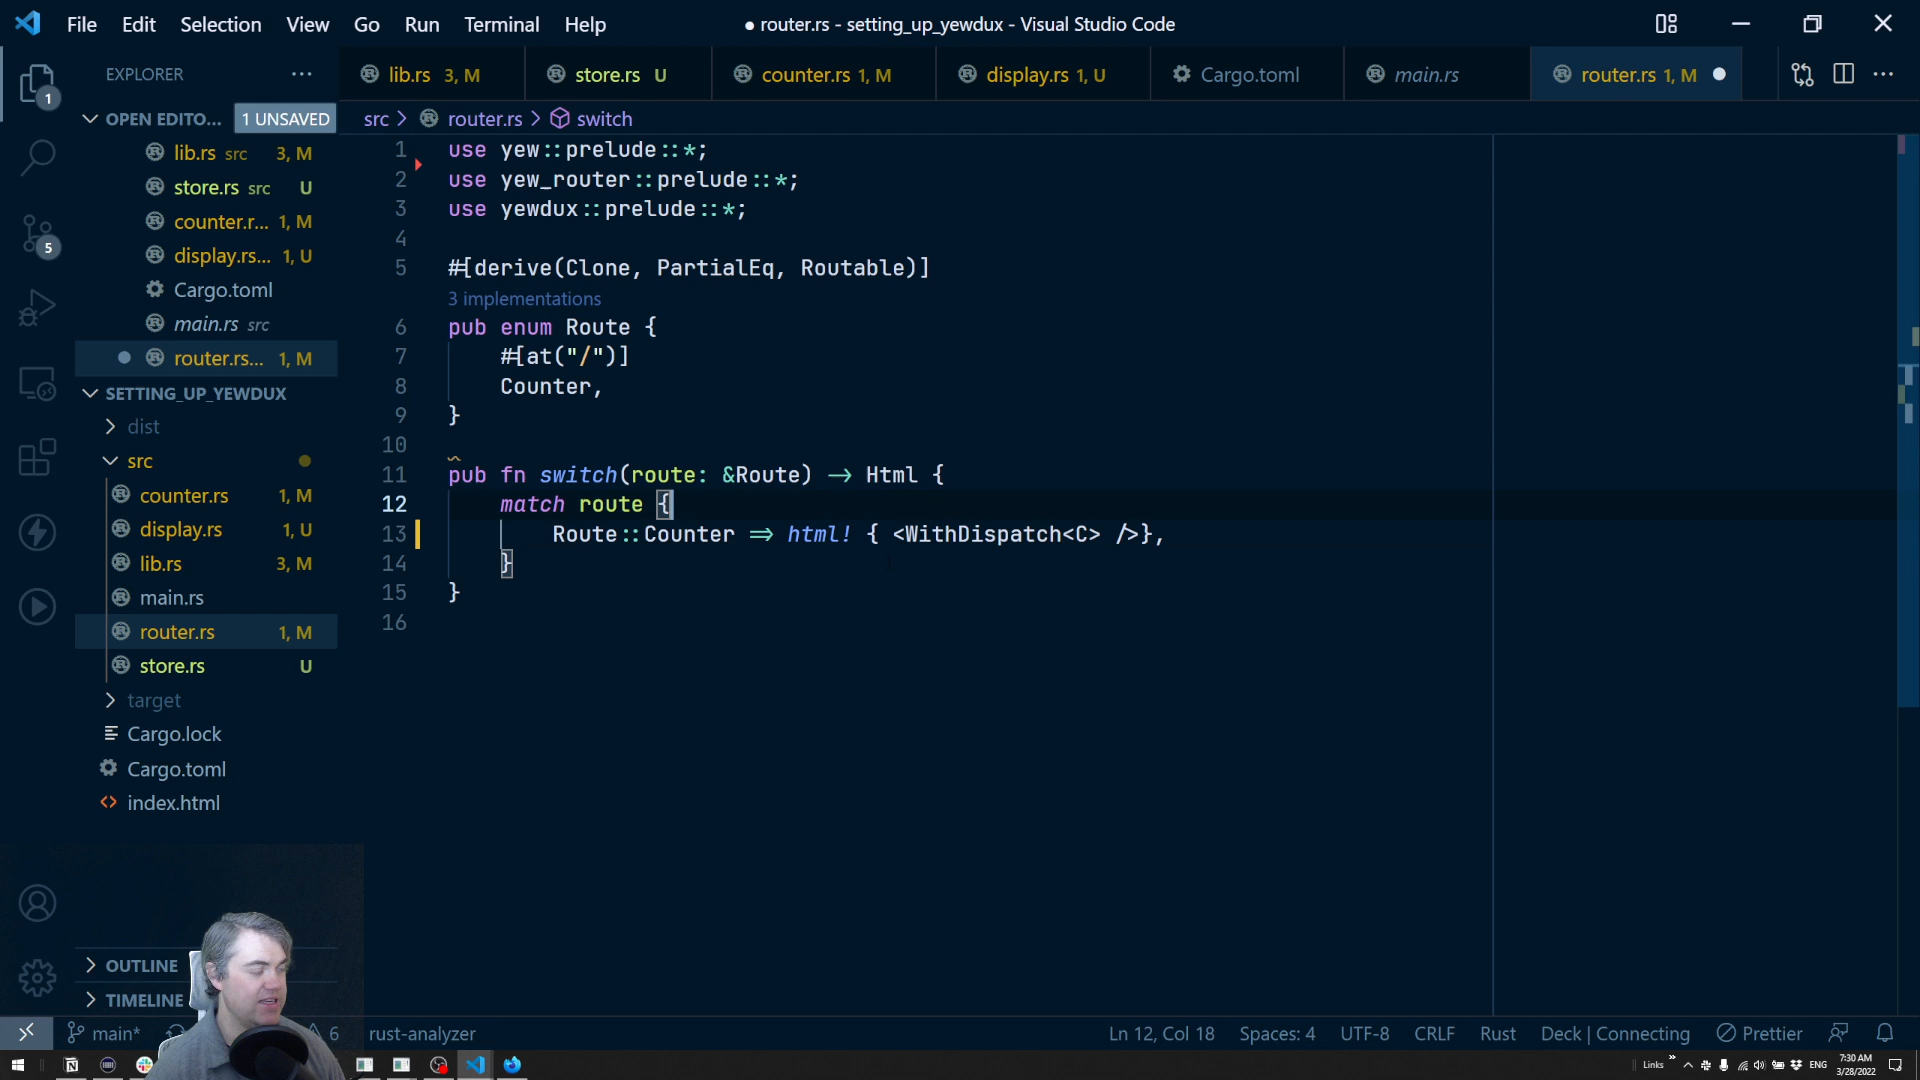 File Edit Selection View Go Run Terminal Help
● router.rs - setting_up_yewdux - Visual Studio Code
EXPLORER
lib.rs 3, M
store.rs U
counter.rs 1, M
display.rs 1, U
Cargo.toml
main.rs
router.rs 1, M
OPEN EDITO... 1 UNSAVED
src > router.rs > switch
lib.rs src 3, M
store.rs src U
counter.r... 1, M
display.rs... 1, U
Cargo.toml
main.rs src
router.rs... 1, M
SETTING_UP_YEWDUX
dist
src
counter.rs 1, M
display.rs 1, U
lib.rs 3, M
main.rs
router.rs 1, M
store.rs U
target
Cargo.lock
Cargo.toml
index.html
OUTLINE
TIMELINE
1
5
1 use yew::prelude::*;
2 use yew_router::prelude::*;
3 use yewdux::prelude::*;
4
5 #[derive(Clone, PartialEq, Routable)]
3 implementations
6 pub enum Route {
7 #[at("/")]
8 Counter,
9 }
10
11 pub fn switch(route: &Route) -> Html {
12 match route {
13 Route::Counter => html! { <WithDispatch<C> />},
14 }
15 }
16
main* 6 rust-analyzer
Ln 12, Col 18 Spaces: 4 UTF-8 CRLF Rust Deck | Connecting Prettier
Links » ENG 7:30 AM
3/28/2022